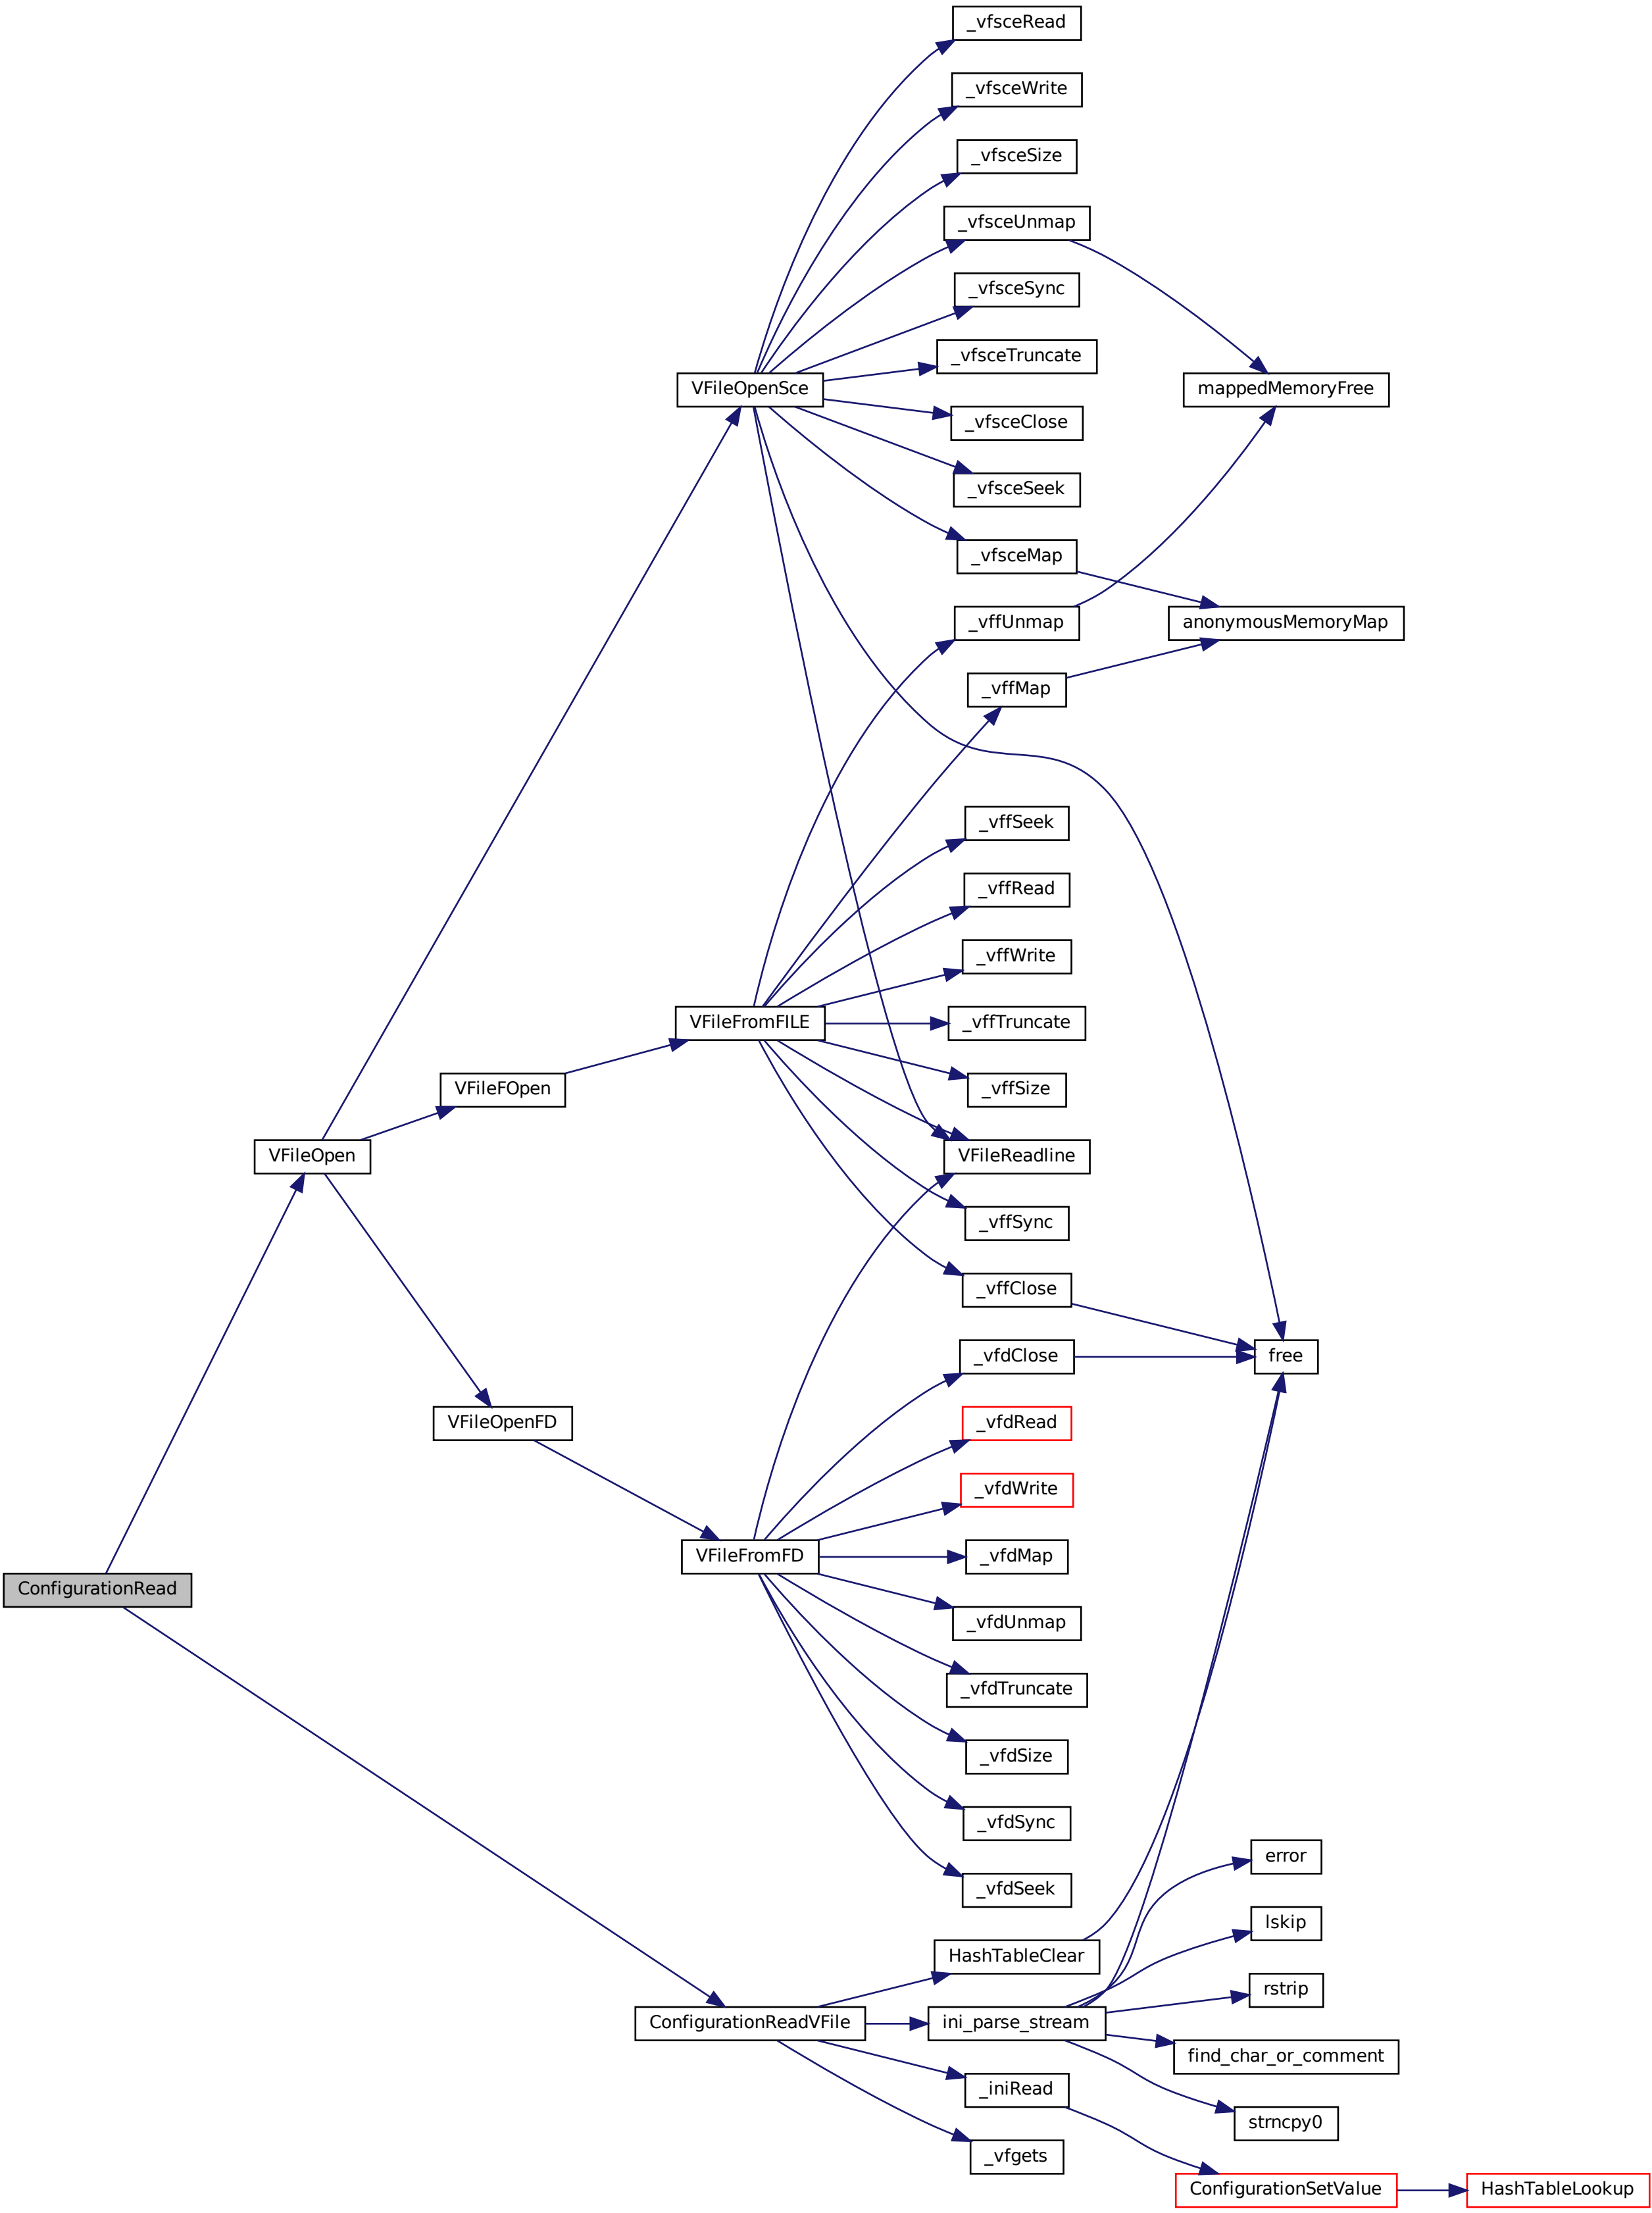 _vfsceRead
_vfsceWrite
_vfsceSize
_vfsceUnmap
_vfsceSync
_vfsceTruncate
VFileOpenSce
mappedMemoryFree
_vfsceClose
_vfsceSeek
_vfsceMap
_vffUnmap
anonymousMemoryMap
_vffMap
_vffSeek
_vffRead
_vffWrite
VFileFromFILE
_vffTruncate
VFileFOpen
_vffSize
VFileOpen
VFileReadline
_vffSync
_vffClose
_vfdClose
free
VFileOpenFD
_vfdRead
_vfdWrite
VFileFromFD
_vfdMap
ConfigurationRead
_vfdUnmap
_vfdTruncate
_vfdSize
_vfdSync
error
_vfdSeek
lskip
HashTableClear
rstrip
ConfigurationReadVFile
ini_parse_stream
find_char_or_comment
_iniRead
strncpy0
_vfgets
ConfigurationSetValue
HashTableLookup